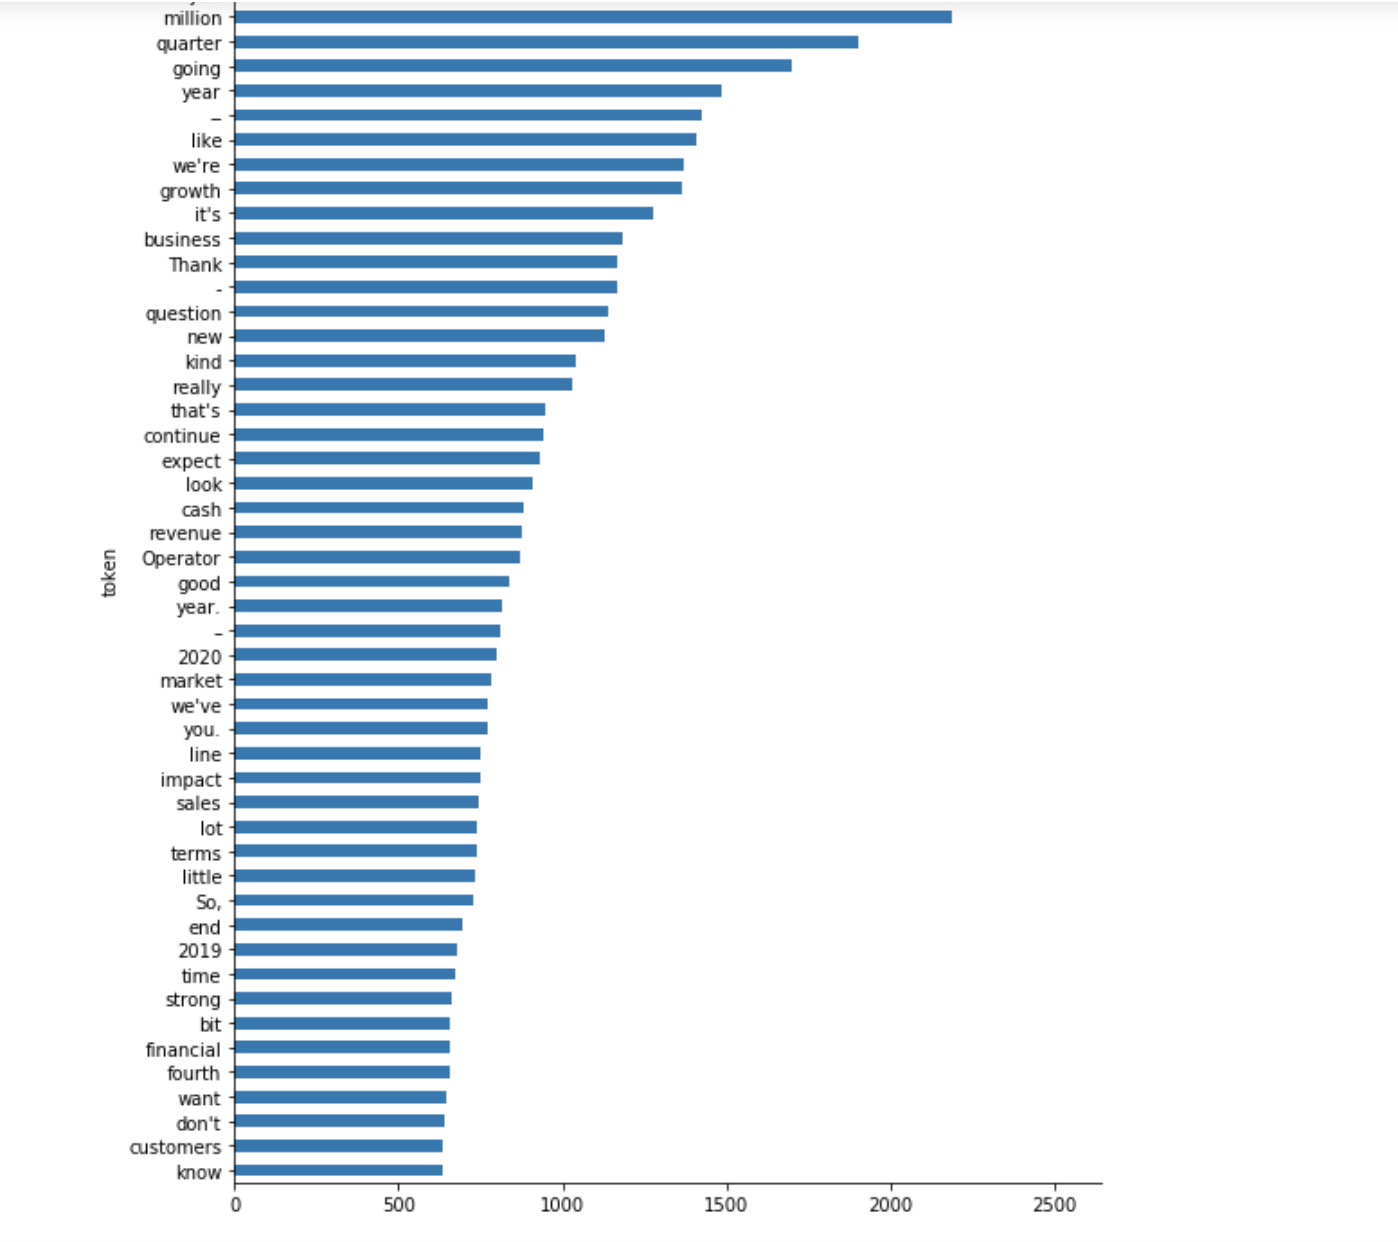 million
quarter
going
year
–
like
we're
growth
it's
business
Thank
-
question
new
kind
really
that's
continue
expect
look
cash
revenue
Operator
good
year.
–
2020
market
we've
you.
line
impact
sales
lot
terms
little
So,
end
2019
time
strong
bit
financial
fourth
want
don't
customers
know
token
0 500 1000 1500 2000 2500